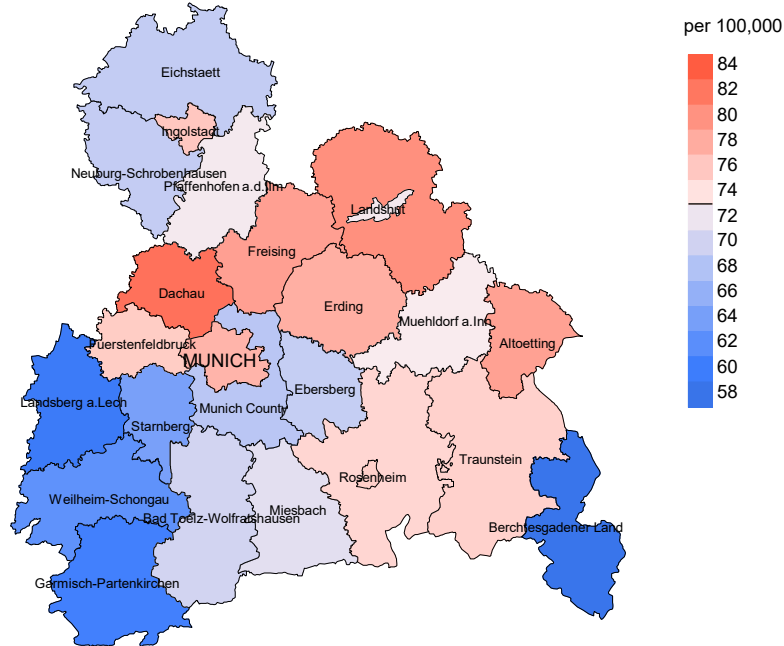 per 100,000
84
82
80
78
76
74
72
70
68
66
64
62
60
58
Eichstaett
Ingolstadt
Neuburg-Schrobenhausen
Pfaffenhofen a.d.Ilm
Landshut
Freising
Dachau
Erding
Muehldorf a.Inn
Altoetting
Fuerstenfeldbruck
MUNICH
Ebersberg
Landsberg a.Lech
Munich County
Starnberg
Traunstein
Rosenheim
Weilheim-Schongau
Miesbach
Bad Toelz-Wolfratshausen
Berchtesgadener Land
Garmisch-Partenkirchen